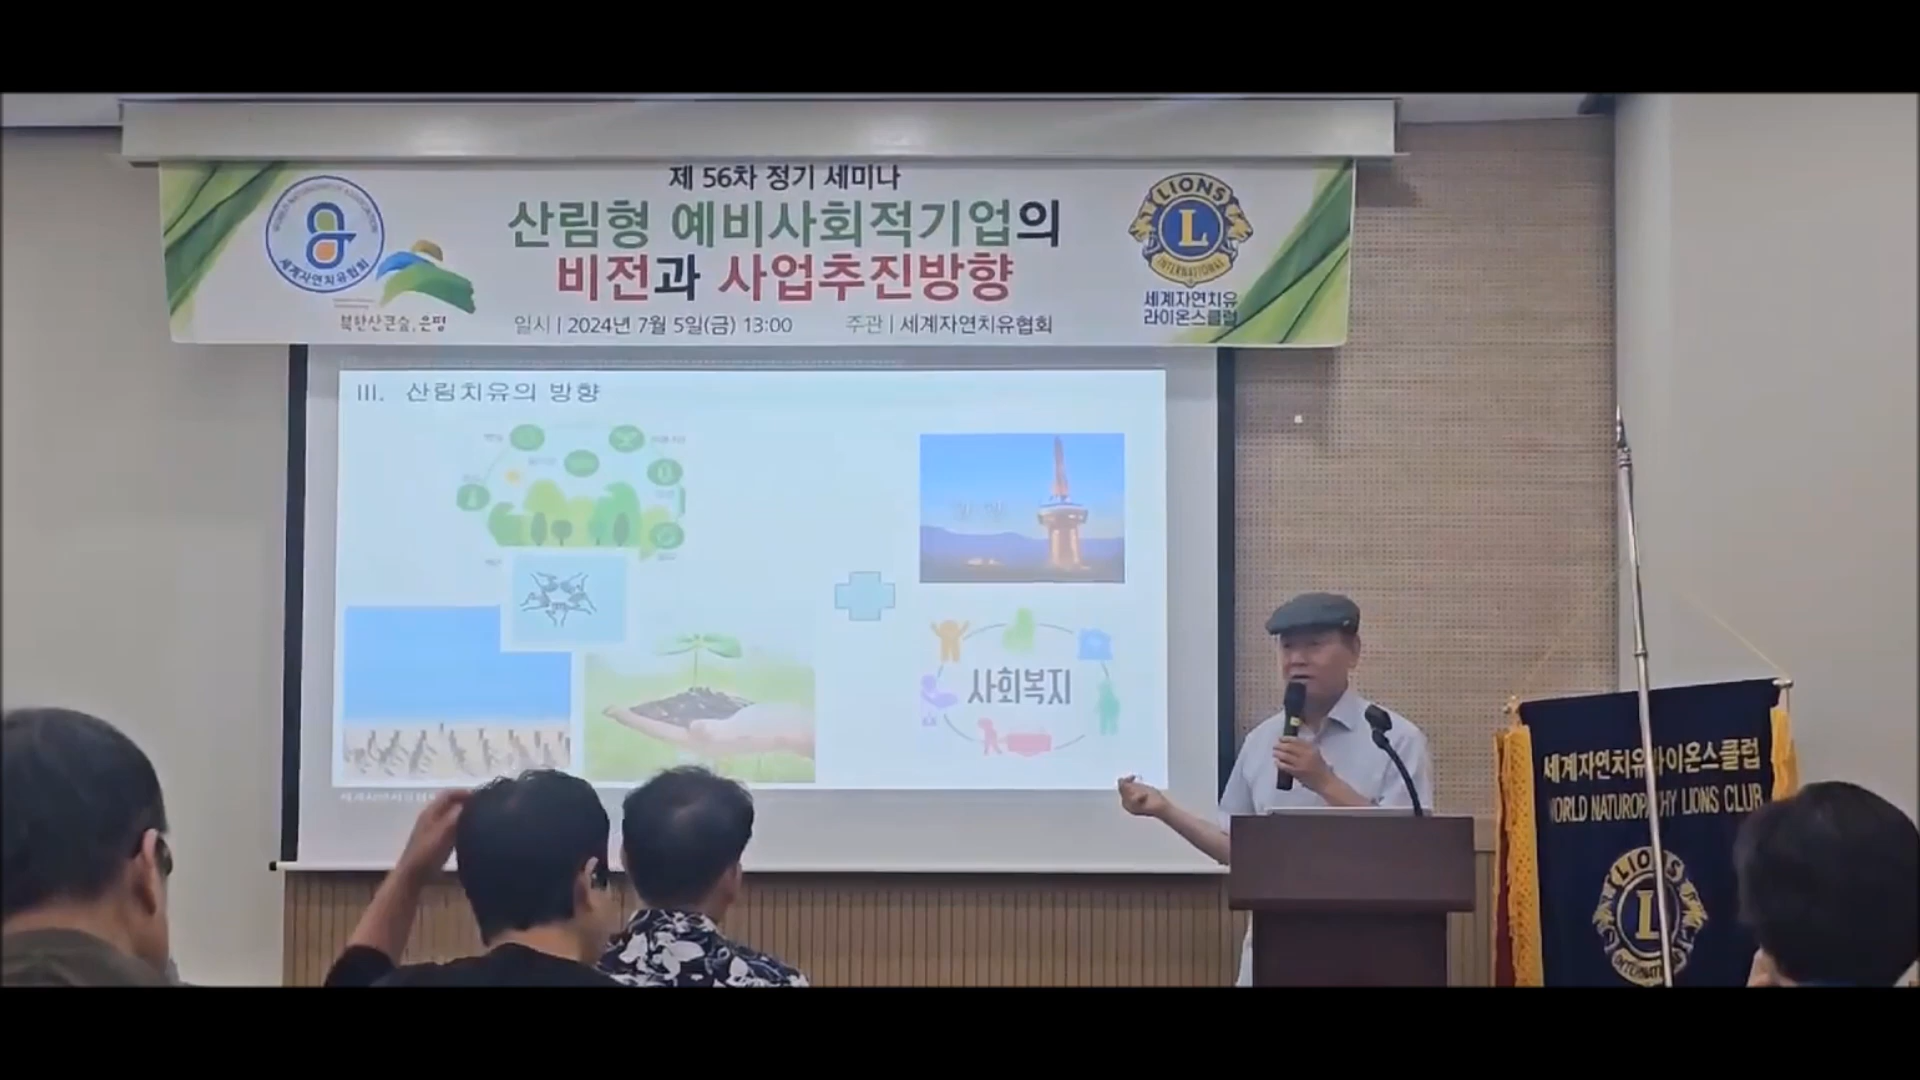 제 56차 정기 세미나
산림형 예비사회적기업의
비전과 사업추진방향
일시 | 2024년 7월 5일(금) 13:00 주관 | 세계자연치유협회
세계자연치유협회
북한산큰숲, 은평
LIONS
L
INTERNATIONAL
세계자연치유
라이온스클럽
III. 산림치유의 방향
사회복지
세계자연치유라이온스클럽
WORLD NATUROPATHY LIONS CLUB
LIONS
L
INTERNATIONAL